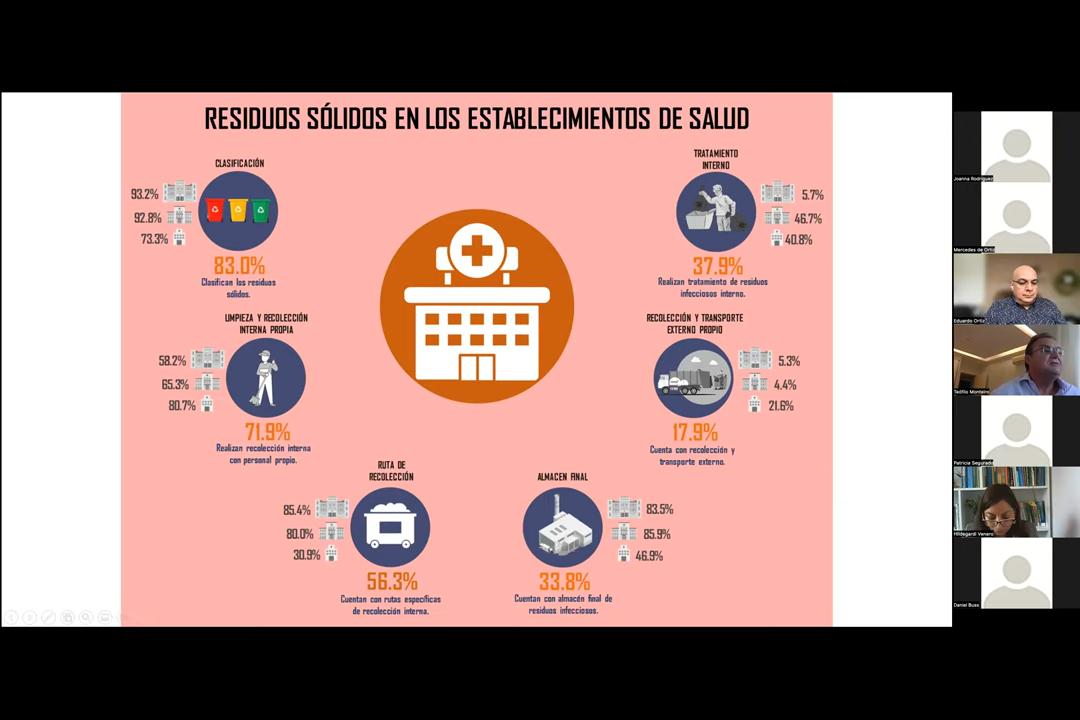 RESIDUOS SÓLIDOS EN LOS ESTABLECIMIENTOS DE SALUD
CLASIFICACIÓN
93.2%
92.8%
73.3%
83.0%
Clasifican los residuos
sólidos.
LIMPIEZA Y RECOLECCIÓN
INTERNA PROPIA
58.2%
65.3%
80.7%
71.9%
Realizan recolección interna
con personal propio.
RUTA DE
RECOLECCIÓN
85.4%
80.0%
30.9%
56.3%
Cuentan con rutas específicas
de recolección interna.
ALMACEN FINAL
83.5%
85.9%
46.9%
33.8%
Cuentan con almacén final de
residuos infecciosos.
TRATAMIENTO
INTERNO
5.7%
46.7%
40.8%
37.9%
Realizan tratamiento de residuos
infecciosos interno.
RECOLECCIÓN Y TRANSPORTE
EXTERNO PROPIO
5.3%
4.4%
21.6%
17.9%
Cuenta con recolección y
transporte externo.
Joanna Rodriguez
Mercedes de Ortiz
Eduardo Ortiz
Teófilo Monteiro
Patricia Segurado
Hildegardi Venero
Daniel Buss